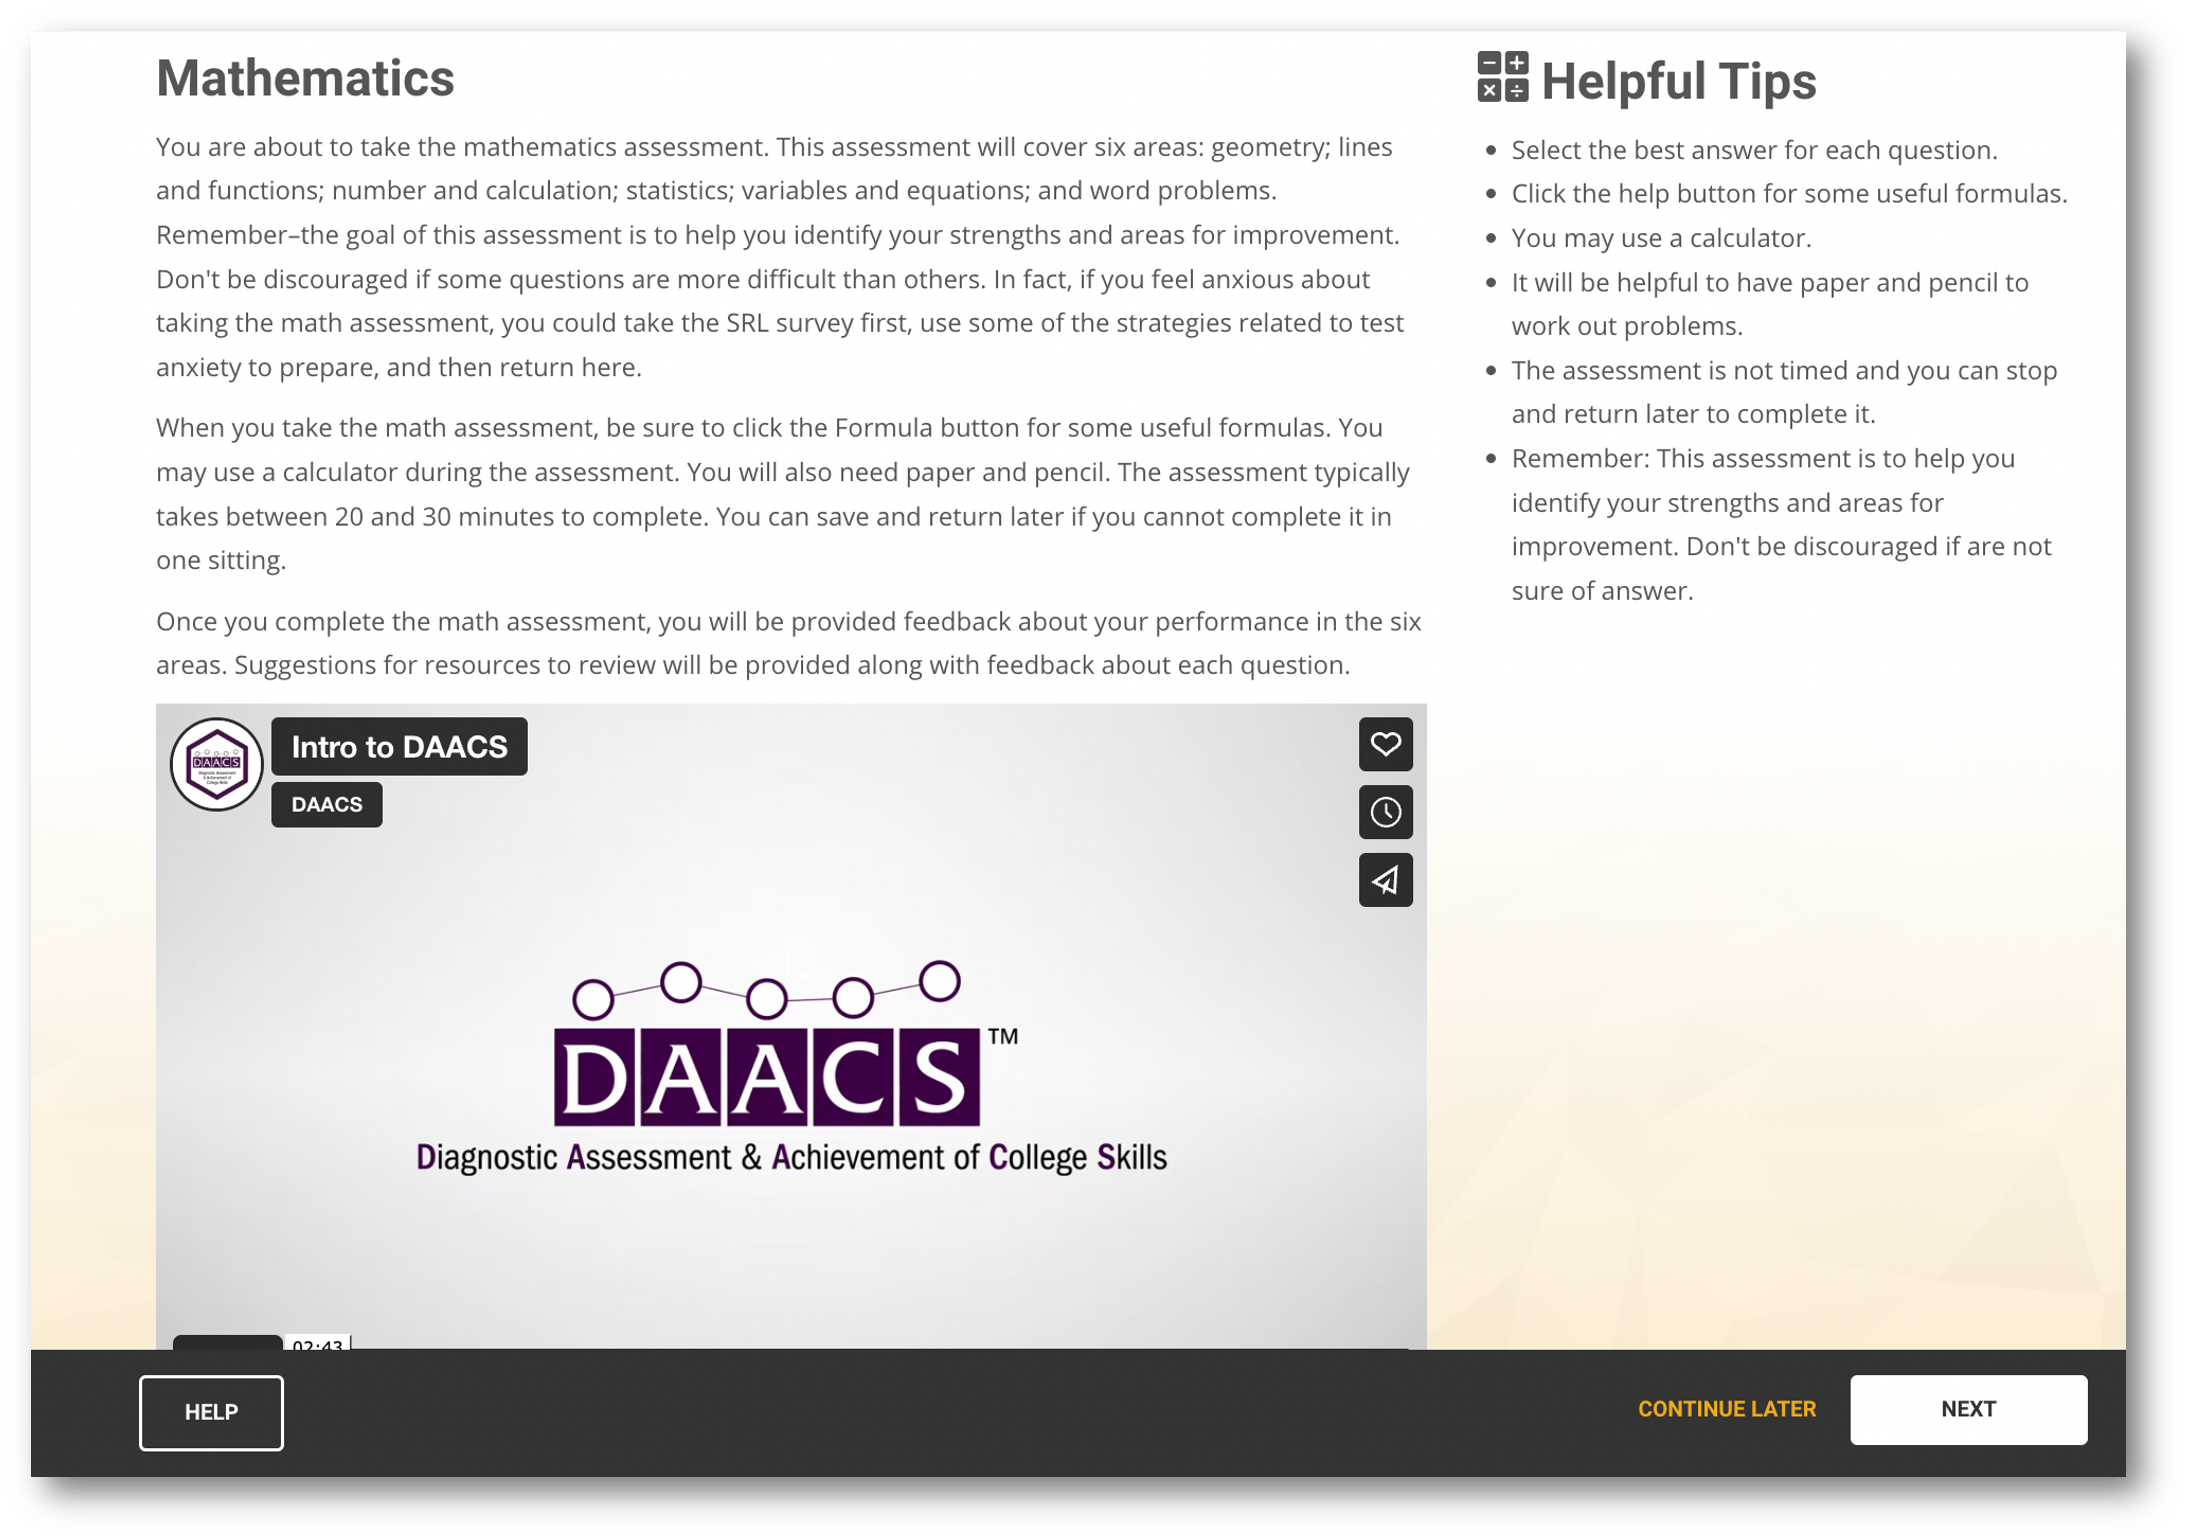 Mathematics
You are about to take the mathematics assessment. This assessment will cover six areas: geometry; lines
and functions; number and calculation; statistics; variables and equations; and word problems.
Remember–the goal of this assessment is to help you identify your strengths and areas for improvement.
Don't be discouraged if some questions are more difficult than others. In fact, if you feel anxious about
taking the math assessment, you could take the SRL survey first, use some of the strategies related to test
anxiety to prepare, and then return here.
When you take the math assessment, be sure to click the Formula button for some useful formulas. You
may use a calculator during the assessment. You will also need paper and pencil. The assessment typically
takes between 20 and 30 minutes to complete. You can save and return later if you cannot complete it in
one sitting.
Once you complete the math assessment, you will be provided feedback about your performance in the six
areas. Suggestions for resources to review will be provided along with feedback about each question.
Helpful Tips
Select the best answer for each question.
Click the help button for some useful formulas.
You may use a calculator.
It will be helpful to have paper and pencil to
work out problems.
The assessment is not timed and you can stop
and return later to complete it.
Remember: This assessment is to help you
identify your strengths and areas for
improvement. Don't be discouraged if are not
sure of answer.
DAACS
Diagnostic Assessment
& Achievement of
College Skills
Intro to DAACS
DAACS
DAACS™
Diagnostic Assessment & Achievement of College Skills
02:43
HELP
CONTINUE LATER
NEXT